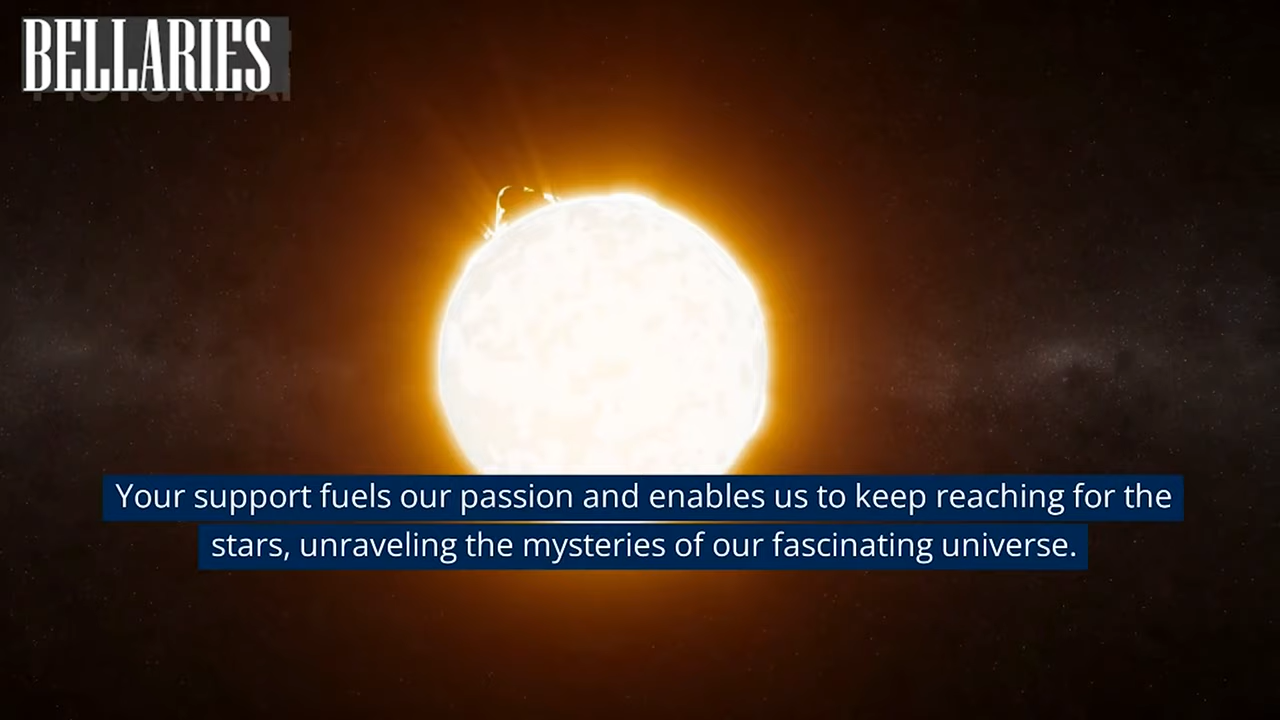 BELLARIES
Your support fuels our passion and enables us to keep reaching for the
stars, unraveling the mysteries of our fascinating universe.